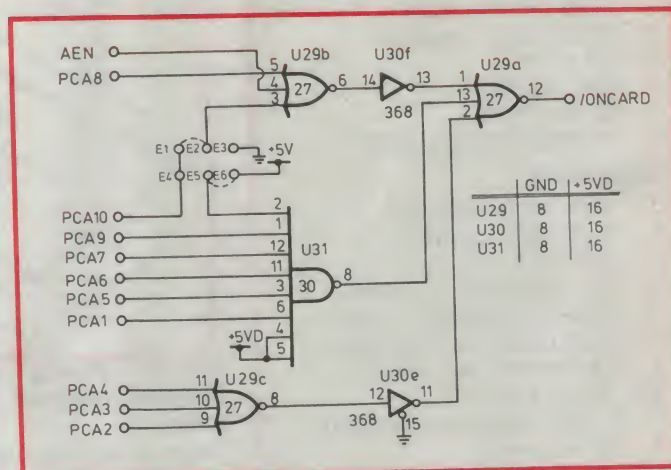 AEN
PCA8
5
4
3
U29b
27
6
14
U30f
13
368
1
13
2
U29a
27
12
/ONCARD
E1 E2 E3
+5V
E4 E5 E6
GND +5VD
U29 8 16
U30 8 16
U31 8 16
PCA10
PCA9
PCA7
PCA6
PCA5
PCA1
2
1
12
11
3
6
4
5
U31
30
8
+5VD
PCA4
PCA3
PCA2
11
10
9
U29c
27
8
12
U30e
11
368
15